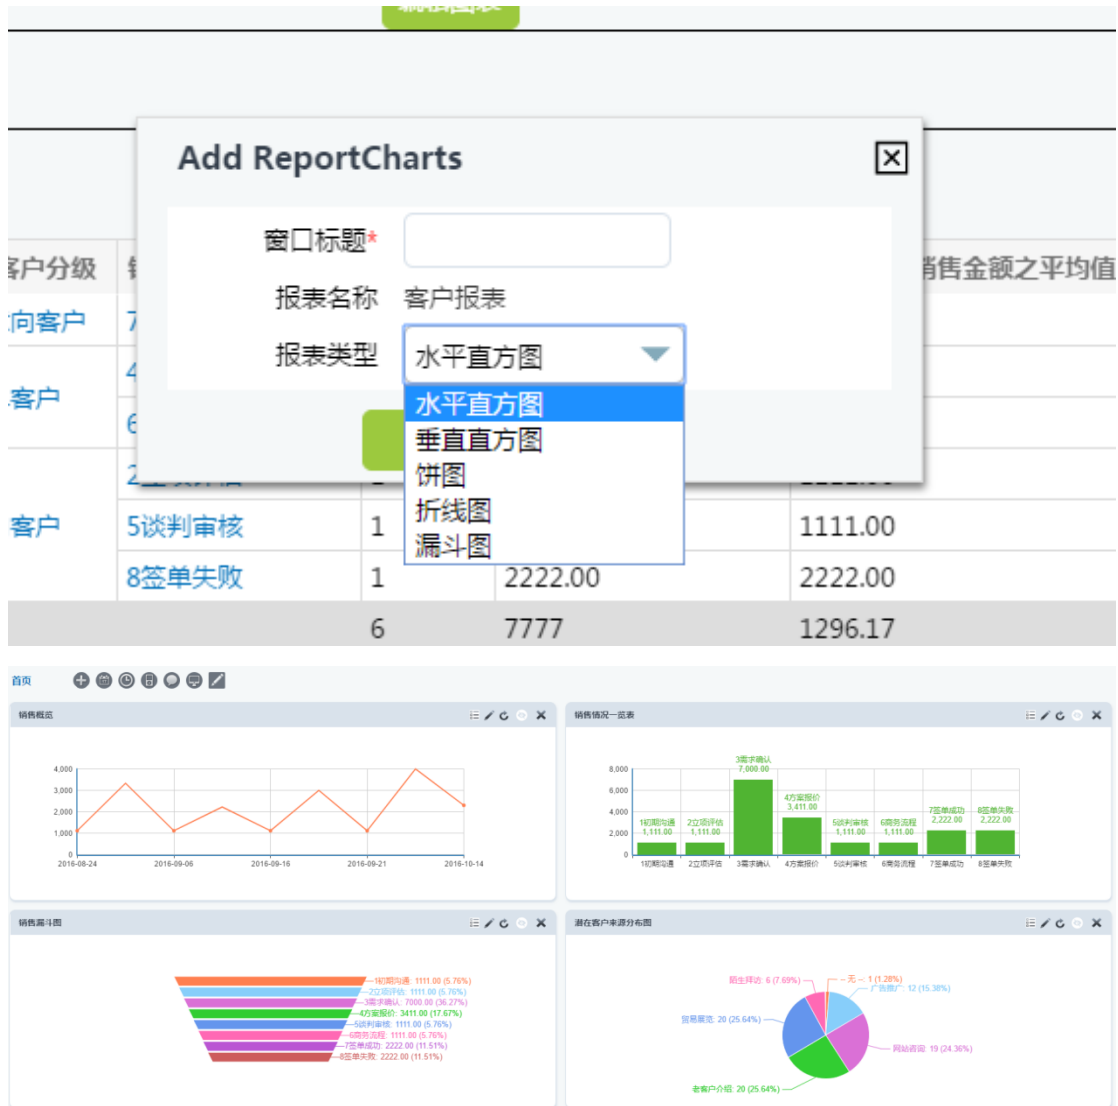 编辑图表
Add ReportCharts
窗口标题*
报表名称 客户报表
报表类型 水平直方图
水平直方图
垂直直方图
饼图
折线图
漏斗图
客户分级
销售金额之平均值
向客户 7
4
客户
6
客户
5谈判审核 1 1111.00
8签单失败 1 2222.00 2222.00
6 7777 1296.17
首页
销售概览
4,000
3,000
2,000
1,000
0
2016-08-24 2016-09-06 2016-09-16 2016-09-21 2016-10-14
销售情况一览表
8,000
6,000
4,000
2,000
0
1初期沟通 1,111.00
2立项评估 1,111.00
3需求确认 7,000.00
4方案报价 3,411.00
5谈判审核 1,111.00
6商务流程 1,111.00
7签单成功 2,222.00
8签单失败 2,222.00
1初期沟通 2立项评估 3需求确认 4方案报价 5谈判审核 6商务流程 7签单成功 8签单失败
销售漏斗图
1初期沟通: 1111.00 (5.76%)
2立项评估: 1111.00 (5.76%)
3需求确认: 7000.00 (36.27%)
4方案报价: 3411.00 (17.67%)
5谈判审核: 1111.00 (5.76%)
6商务流程: 1111.00 (5.76%)
7签单成功: 2222.00 (11.51%)
8签单失败: 2222.00 (11.51%)
潜在客户来源分布图
陌生拜访: 6 (7.69%)
-- 无 --: 1 (1.28%)
广告推广: 12 (15.38%)
贸易展览: 20 (25.64%)
网站咨询: 19 (24.36%)
老客户介绍: 20 (25.64%)